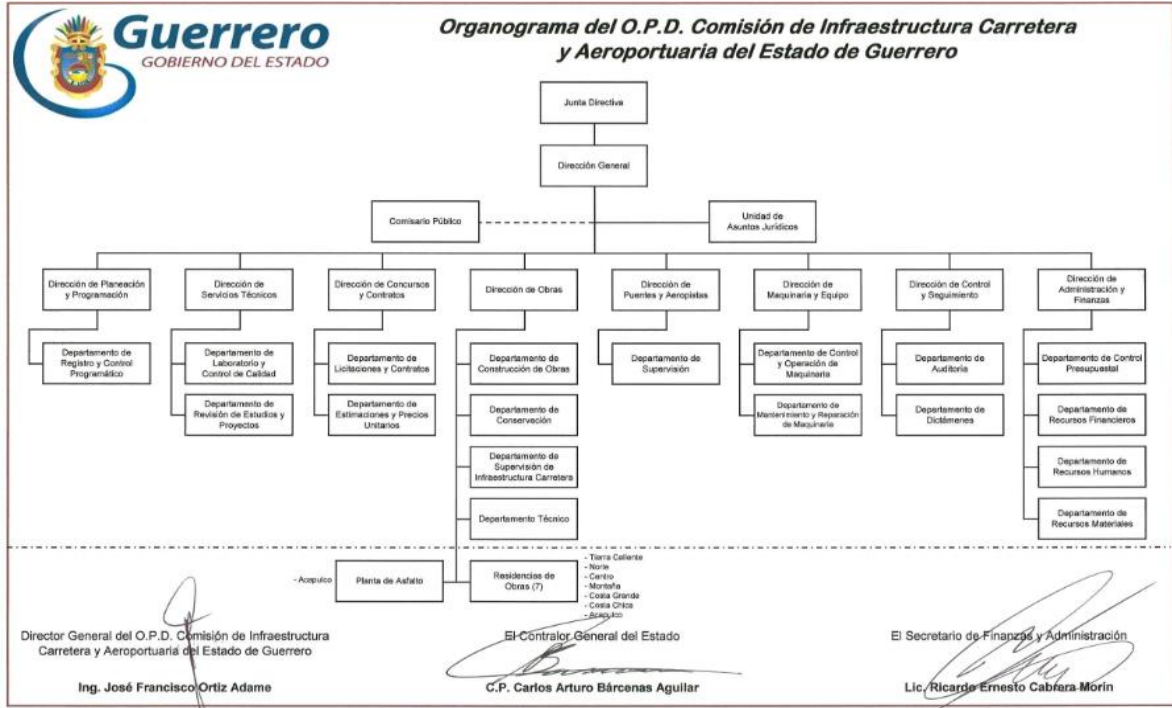 Guerrero
GOBIERNO DEL ESTADO
Organograma del O.P.D. Comisión de Infraestructura Carretera
y Aeroportuaria del Estado de Guerrero
Junta Directiva
Dirección General
Comisario Público
Unidad de
Asuntos Jurídicos
Dirección de Planeación
y Programación
Dirección de
Servicios Técnicos
Dirección de Concursos
y Contratos
Dirección de Obras
Dirección de
Puentes y Aeropistas
Dirección de
Maquinaria y Equipo
Dirección de Control
y Seguimiento
Dirección de
Administración y
Finanzas
Departamento de
Registro y Control
Programático
Departamento de
Laboratorio y
Control de Calidad
Departamento de
Licitaciones y Contratos
Departamento de
Construcción de Obras
Departamento de
Supervisión
Departamento de Control
y Operación de
Maquinaria
Departamento de
Auditoría
Departamento de Control
Presupuestal
Departamento de
Revisión de Estudios y
Proyectos
Departamento de
Estimaciones y Precios
Unitarios
Departamento de
Conservación
Departamento de
Mantenimiento y Reparación
de Maquinaria
Departamento de
Dictámenes
Departamento de
Recursos Financieros
Departamento de
Supervisión de
Infraestructura Carretera
Departamento de
Recursos Humanos
Departamento Técnico
Departamento de
Recursos Materiales
- Acapulco
Planta de Asfalto
Residencias de
Obras (7)
- Tierra Caliente
- Norte
- Centro
- Montaña
- Costa Grande
- Costa Chica
- Acapulco
Director General del O.P.D. Comisión de Infraestructura
Carretera y Aeroportuaria del Estado de Guerrero
Ing. José Francisco Ortiz Adame
El Contralor General del Estado
C.P. Carlos Arturo Bárcenas Aguilar
El Secretario de Finanzas y Administración
Lic. Ricardo Ernesto Cabrera Morin